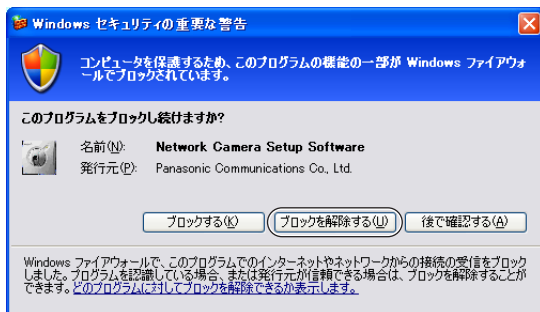 Windows セキュリティの重要な警告
コンピュータを保護するため、このプログラムの機能の一部が Windows ファイアウォ
ールでブロックされています。
このプログラムをブロックし続けますか?
名前(N): Network Camera Setup Software
発行元(P): Panasonic Communications Co., Ltd.
ブロックする(K) ブロックを解除する(U) 後で確認する(A)
Windows ファイアウォールで、このプログラムでのインターネットやネットワークからの接続の受信をブロック
しました。プログラムを認識している場合、または発行元が信頼できる場合は、ブロックを解除することが
できます。どのプログラムに対してブロックを解除できるか表示します。